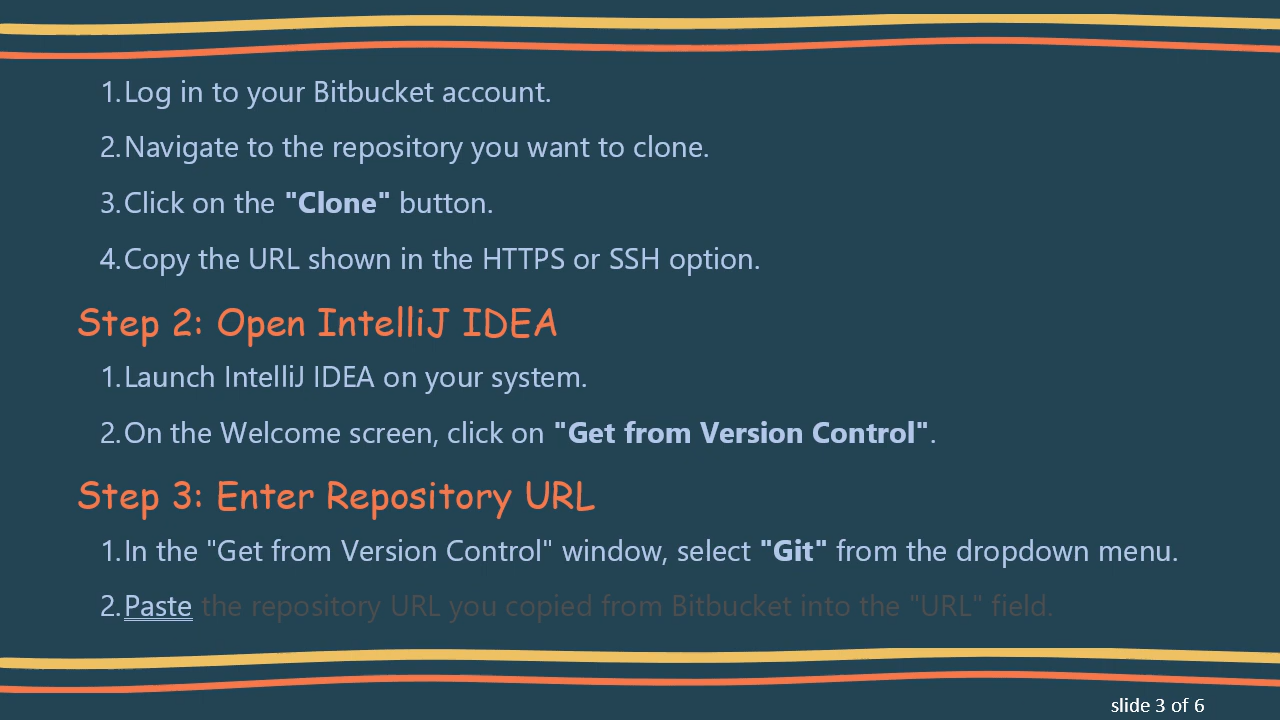 1.Log in to your Bitbucket account.
2.Navigate to the repository you want to clone.
3.Click on the "Clone" button.
4.Copy the URL shown in the HTTPS or SSH option.
Step 2: Open IntelliJ IDEA
1.Launch IntelliJ IDEA on your system.
2.On the Welcome screen, click on "Get from Version Control".
Step 3: Enter Repository URL
1.In the "Get from Version Control" window, select "Git" from the dropdown menu.
2.Paste the repository URL you copied from Bitbucket into the "URL" field.
slide 3 of 6